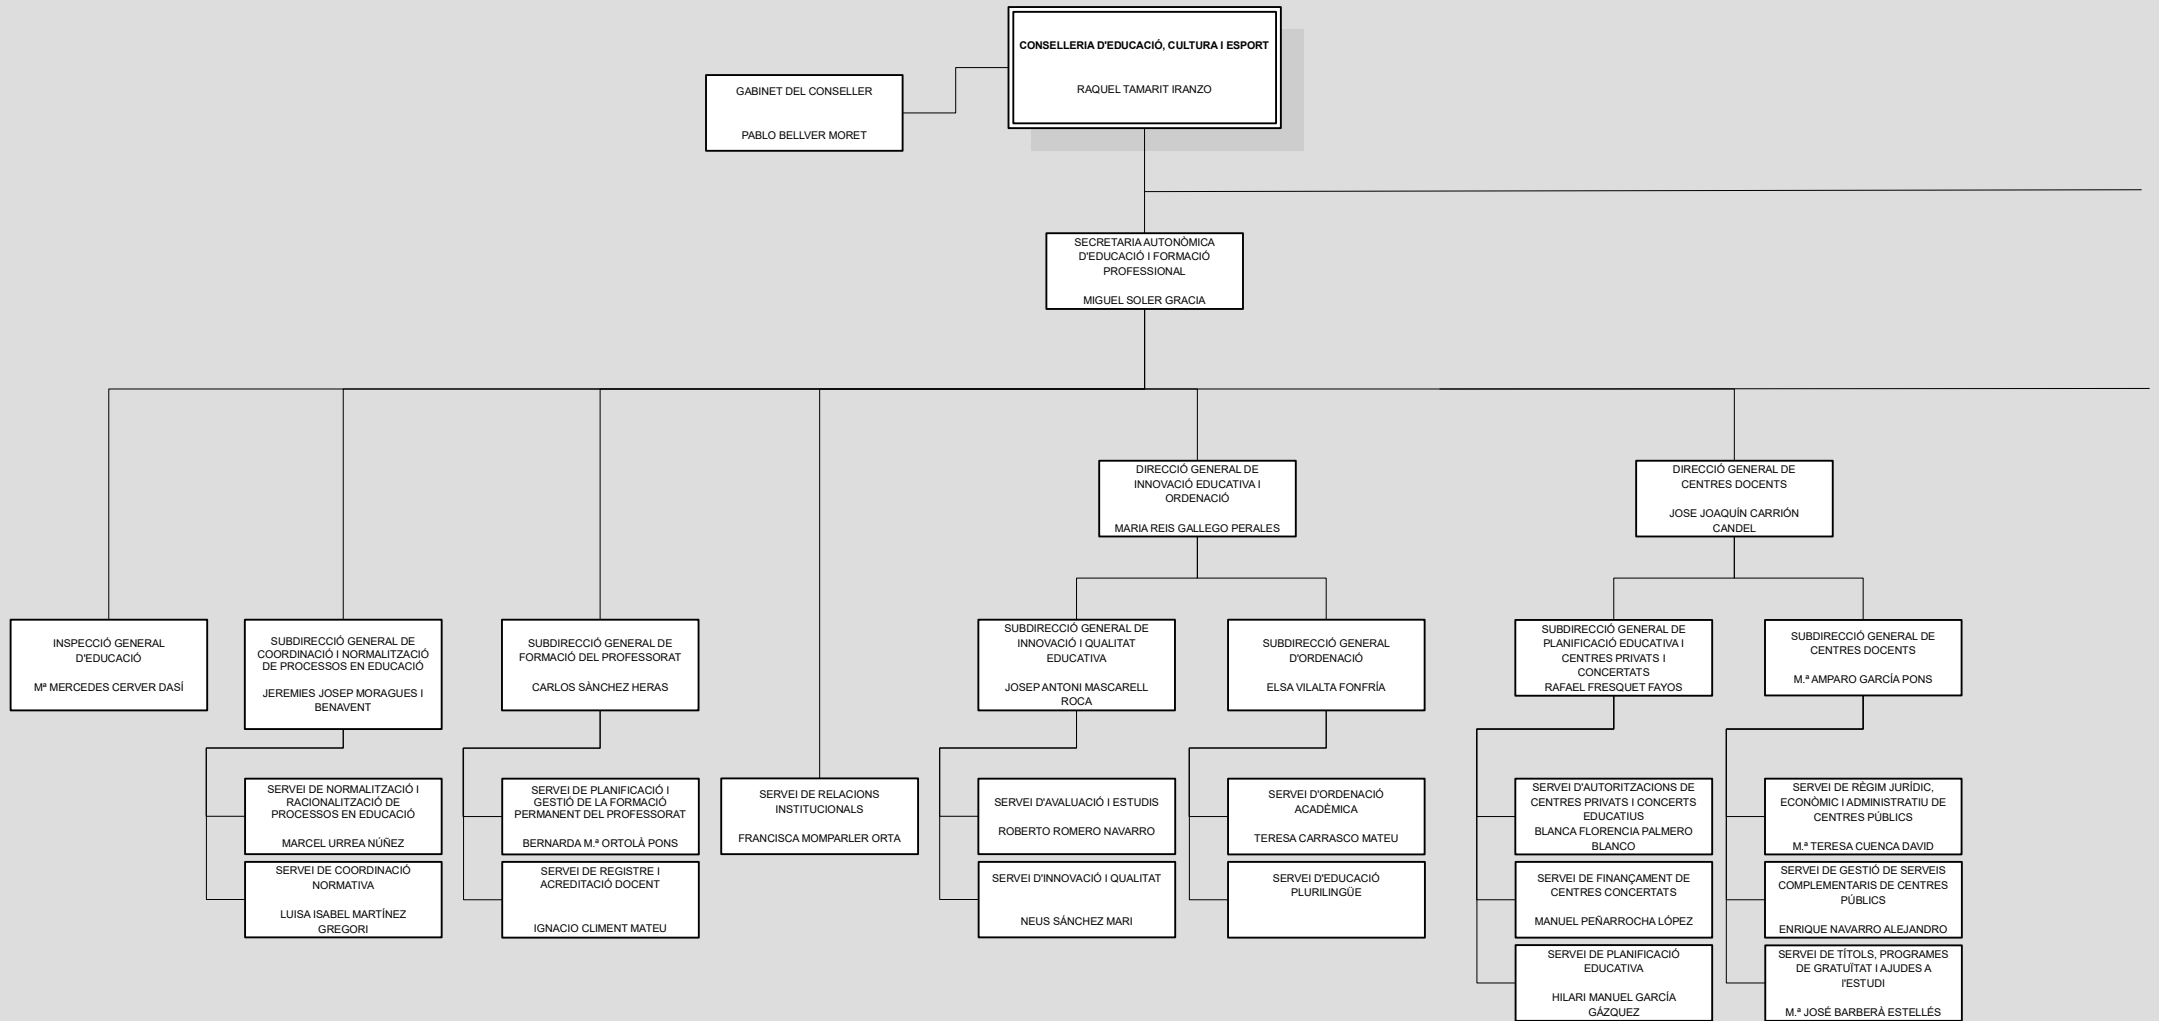 CONSELLERIA D'EDUCACIÓ, CULTURA I ESPORT
RAQUEL TAMARIT IRANZO
GABINET DEL CONSELLER
PABLO BELLVER MORET
SECRETARIA AUTONÒMICA
D'EDUCACIÓ I FORMACIÓ
PROFESSIONAL
MIGUEL SOLER GRACIA
DIRECCIÓ GENERAL DE
INNOVACIÓ EDUCATIVA I
ORDENACIÓ
MARIA REIS GALLEGO PERALES
DIRECCIÓ GENERAL DE
CENTRES DOCENTS
JOSE JOAQUÍN CARRIÓN
CANDEL
INSPECCIÓ GENERAL
D'EDUCACIÓ
Mª MERCEDES CERVER DASÍ
SUBDIRECCIÓ GENERAL DE
COORDINACIÓ I NORMALITZACIÓ
DE PROCESSOS EN EDUCACIÓ
JEREMIES JOSEP MORAGUES I
BENAVENT
SUBDIRECCIÓ GENERAL DE
FORMACIÓ DEL PROFESSORAT
CARLOS SÀNCHEZ HERAS
SUBDIRECCIÓ GENERAL DE
INNOVACIÓ I QUALITAT
EDUCATIVA
JOSEP ANTONI MASCARELL
ROCA
SUBDIRECCIÓ GENERAL
D'ORDENACIÓ
ELSA VILALTA FONFRÍA
SUBDIRECCIÓ GENERAL DE
PLANIFICACIÓ EDUCATIVA I
CENTRES PRIVATS I
CONCERTATS
RAFAEL FRESQUET FAYOS
SUBDIRECCIÓ GENERAL DE
CENTRES DOCENTS
M.ª AMPARO GARCÍA PONS
SERVEI DE NORMALITZACIÓ I
RACIONALITZACIÓ DE
PROCESSOS EN EDUCACIÓ
MARCEL URREA NÚÑEZ
SERVEI DE PLANIFICACIÓ I
GESTIÓ DE LA FORMACIÓ
PERMANENT DEL PROFESSORAT
BERNARDA M.ª ORTOLÀ PONS
SERVEI DE RELACIONS
INSTITUCIONALS
FRANCISCA MOMPARLER ORTA
SERVEI D'AVALUACIÓ I ESTUDIS
ROBERTO ROMERO NAVARRO
SERVEI D'ORDENACIÓ
ACADÈMICA
TERESA CARRASCO MATEU
SERVEI D'AUTORITZACIONS DE
CENTRES PRIVATS I CONCERTS
EDUCATIUS
BLANCA FLORENCIA PALMERO
BLANCO
SERVEI DE RÈGIM JURÍDIC,
ECONÒMIC I ADMINISTRATIU DE
CENTRES PÚBLICS
M.ª TERESA CUENCA DAVID
SERVEI DE COORDINACIÓ
NORMATIVA
LUISA ISABEL MARTÍNEZ
GREGORI
SERVEI DE REGISTRE I
ACREDITACIÓ DOCENT
IGNACIO CLIMENT MATEU
SERVEI D'INNOVACIÓ I QUALITAT
NEUS SÁNCHEZ MARI
SERVEI D'EDUCACIÓ
PLURILINGÜE
SERVEI DE FINANÇAMENT DE
CENTRES CONCERTATS
MANUEL PEÑARROCHA LÓPEZ
SERVEI DE GESTIÓ DE SERVEIS
COMPLEMENTARIS DE CENTRES
PÚBLICS
ENRIQUE NAVARRO ALEJANDRO
SERVEI DE PLANIFICACIÓ
EDUCATIVA
HILARI MANUEL GARCÍA
GÁZQUEZ
SERVEI DE TÍTOLS, PROGRAMES
DE GRATUÏTAT I AJUDES A
l'ESTUDI
M.ª JOSÉ BARBERÀ ESTELLÉS